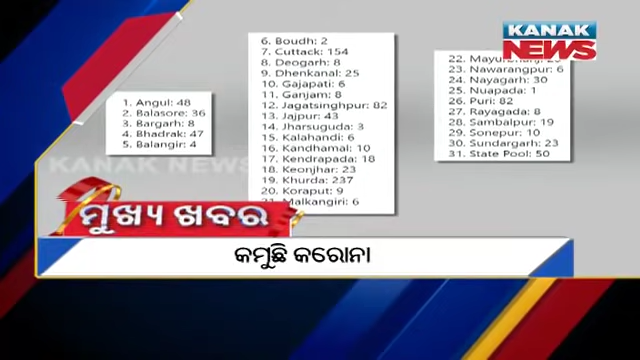 1. Angul: 48
2. Balasore: 36
3. Bargarh: 8
4. Bhadrak: 47
5. Balangir: 4
6. Boudh: 2
7. Cuttack: 154
8. Deogarh: 8
9. Dhenkanal: 25
10. Gajapati: 6
11. Ganjam: 8
12. Jagatsinghpur: 82
13. Jajpur: 43
14. Jharsuguda: 3
15. Kalahandi: 6
16. Kandhamal: 10
17. Kendrapada: 18
18. Keonjhar: 23
19. Khurda: 237
20. Koraput: 9
21. Malkangiri: 6
22. Mayurbhanj:
23. Nawarangpur: 6
24. Nayagarh: 30
25. Nuapada: 1
26. Puri: 82
27. Rayagada: 8
28. Sambalpur: 19
29. Sonepur: 10
30. Sundargarh: 23
31. State Pool: 50
KANAK
NEWS
KANAK NEWS
ମୁଖ୍ୟ ଖବର
କମୁଛି କରୋନା